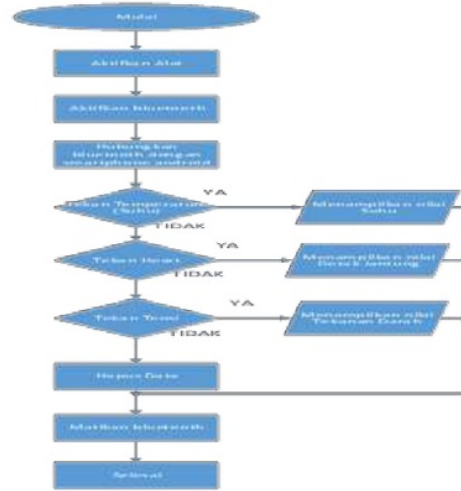 Mulai
Aktifkan Alat
Aktifkan bluetooth
Hubungkan
bluetooth dengan
smartphone android
Tekan Temperature
(Suhu)
YA
Menampilkan nilai
Suhu
TIDAK
Tekan Heart
YA
Menampilkan nilai
Detak Jantung
TIDAK
Tekan Tensi
YA
Menampilkan nilai
Tekanan Darah
TIDAK
Hapus Data
Matikan bluetooth
Selesai